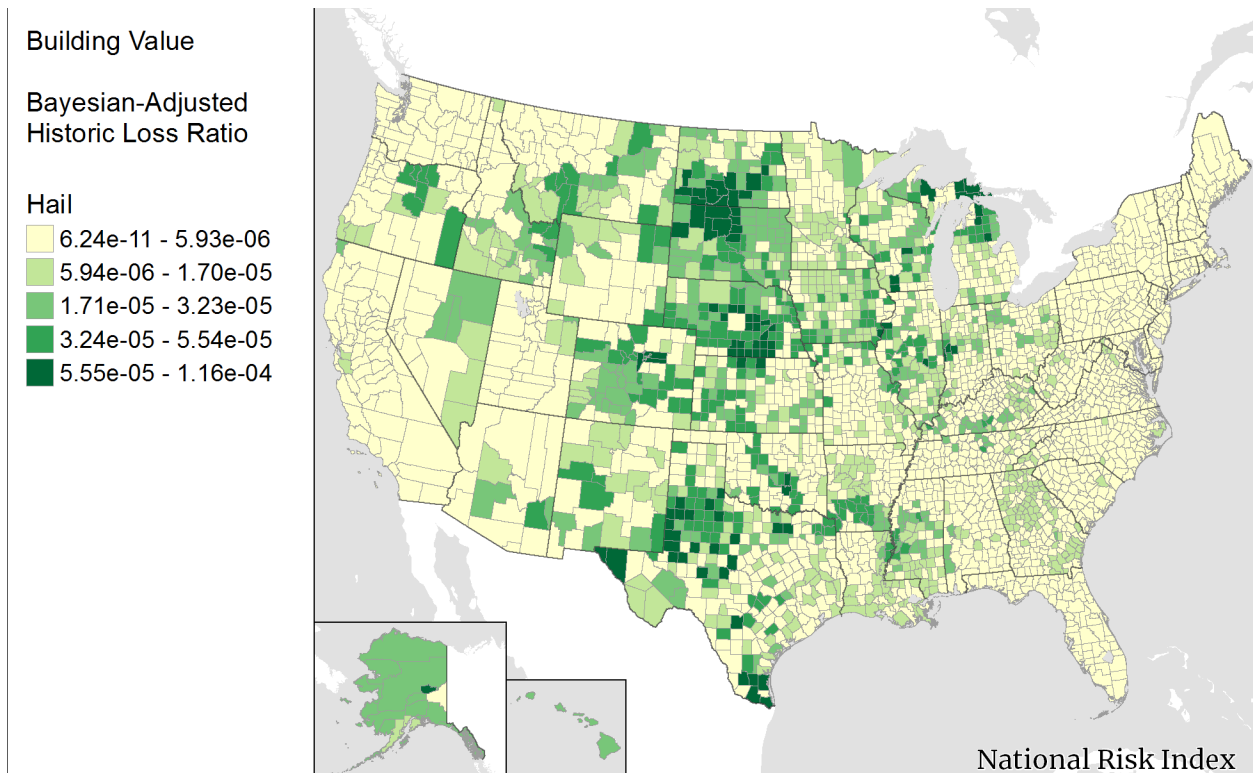 Building Value
Bayesian-Adjusted
Historic Loss Ratio
Hail
6.24e-11 - 5.93e-06
5.94e-06 - 1.70e-05
1.71e-05 - 3.23e-05
3.24e-05 - 5.54e-05
5.55e-05 - 1.16e-04
National Risk Index